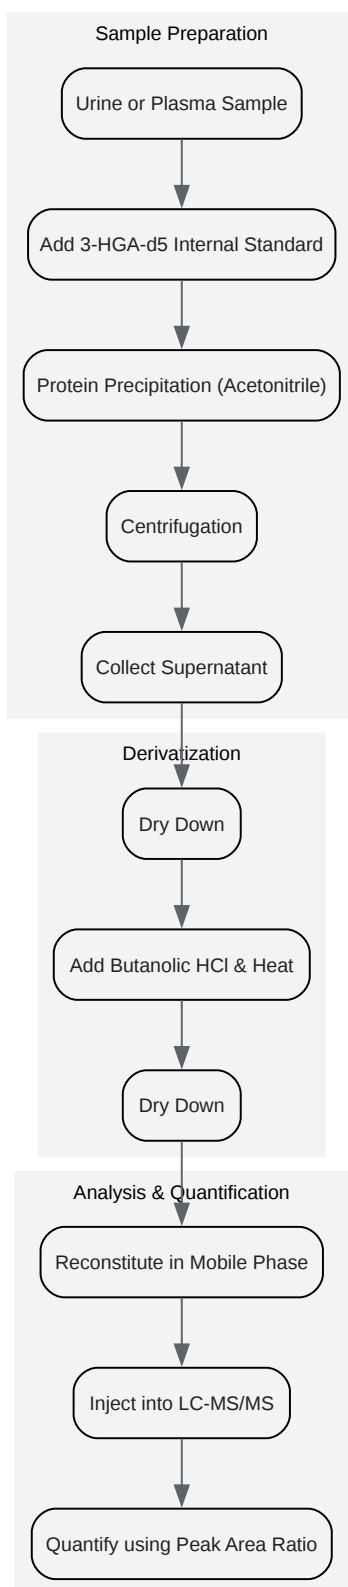 Sample Preparation
Urine or Plasma Sample
Add 3-HGA-d5 Internal Standard
Protein Precipitation (Acetonitrile)
Centrifugation
Collect Supernatant
Derivatization
Dry Down
Add Butanolic HCl & Heat
Dry Down
Analysis & Quantification
Reconstitute in Mobile Phase
Inject into LC-MS/MS
Quantify using Peak Area Ratio